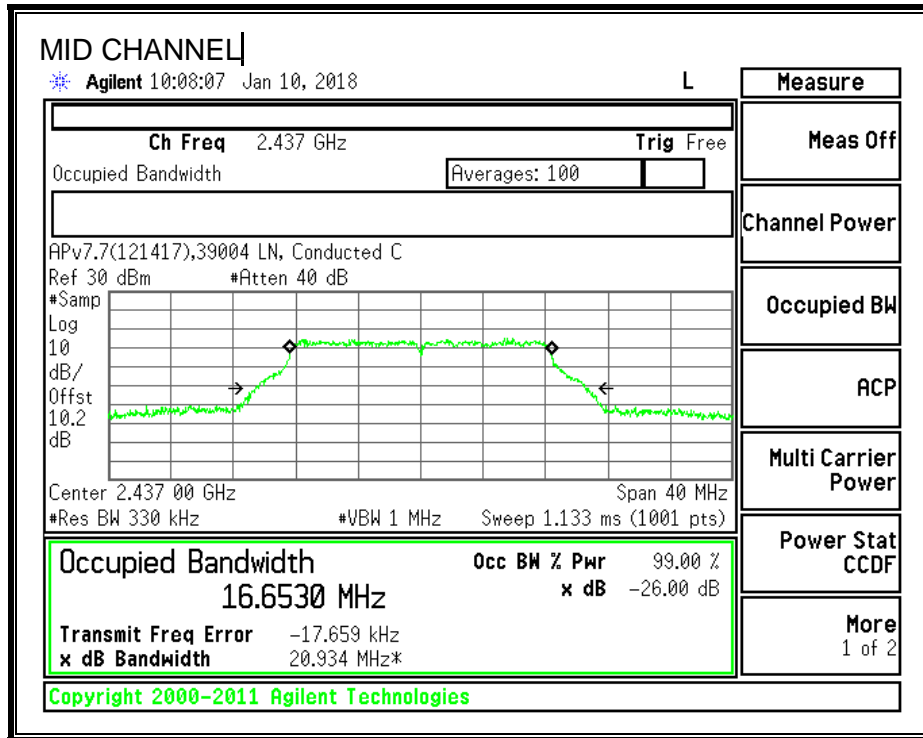 MID CHANNEL
Agilent 10:08:07 Jan 10, 2018 L
Measure
Ch Freq 2.437 GHz Trig Free
Occupied Bandwidth Averages: 100
APv7.7(121417),39004 LN, Conducted C
Ref 30 dBm #Atten 40 dB
#Samp
Log
10
dB/
Offst
10.2
dB
Center 2.437 00 GHz Span 40 MHz
#Res BW 330 kHz #VBW 1 MHz Sweep 1.133 ms (1001 pts)
Occupied Bandwidth Occ BW % Pwr 99.00 %
16.6530 MHz x dB -26.00 dB
Transmit Freq Error -17.659 kHz
x dB Bandwidth 20.934 MHz*
Copyright 2000-2011 Agilent Technologies
Meas Off
Channel Power
Occupied BW
ACP
Multi Carrier
Power
Power Stat
CCDF
More
1 of 2